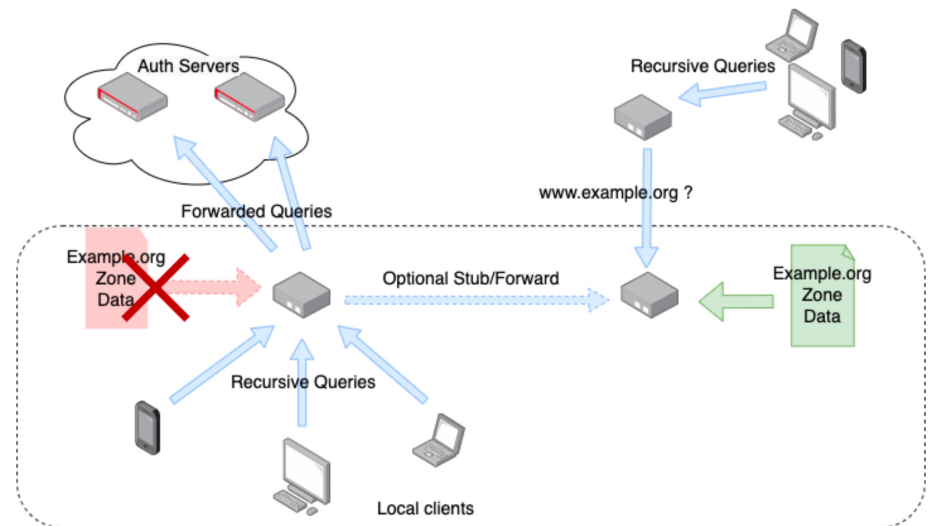 Auth Servers
Recursive Queries
www.example.org ?
Forwarded Queries
Example.org
Zone
Data
Optional Stub/Forward
Example.org
Zone
Data
Recursive Queries
Local clients